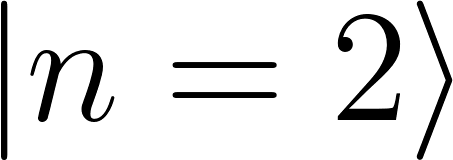 |n = 2⟩